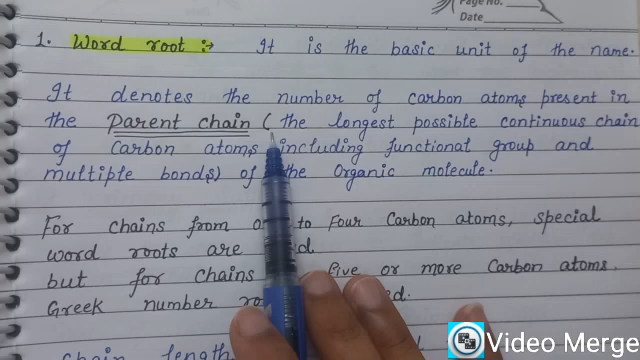 Page No.
Date
1. Word root :→ It is the basic unit of the name.
It denotes the number of carbon atoms present in
the Parent chain (the longest possible continuous chain
of Carbon atoms including functional group and
multiple bonds) of the Organic molecule.
For chains from to Four Carbon atoms, special
word roots are
but for chains five or more Carbon atoms.
Greek number
chain length
Video Merge